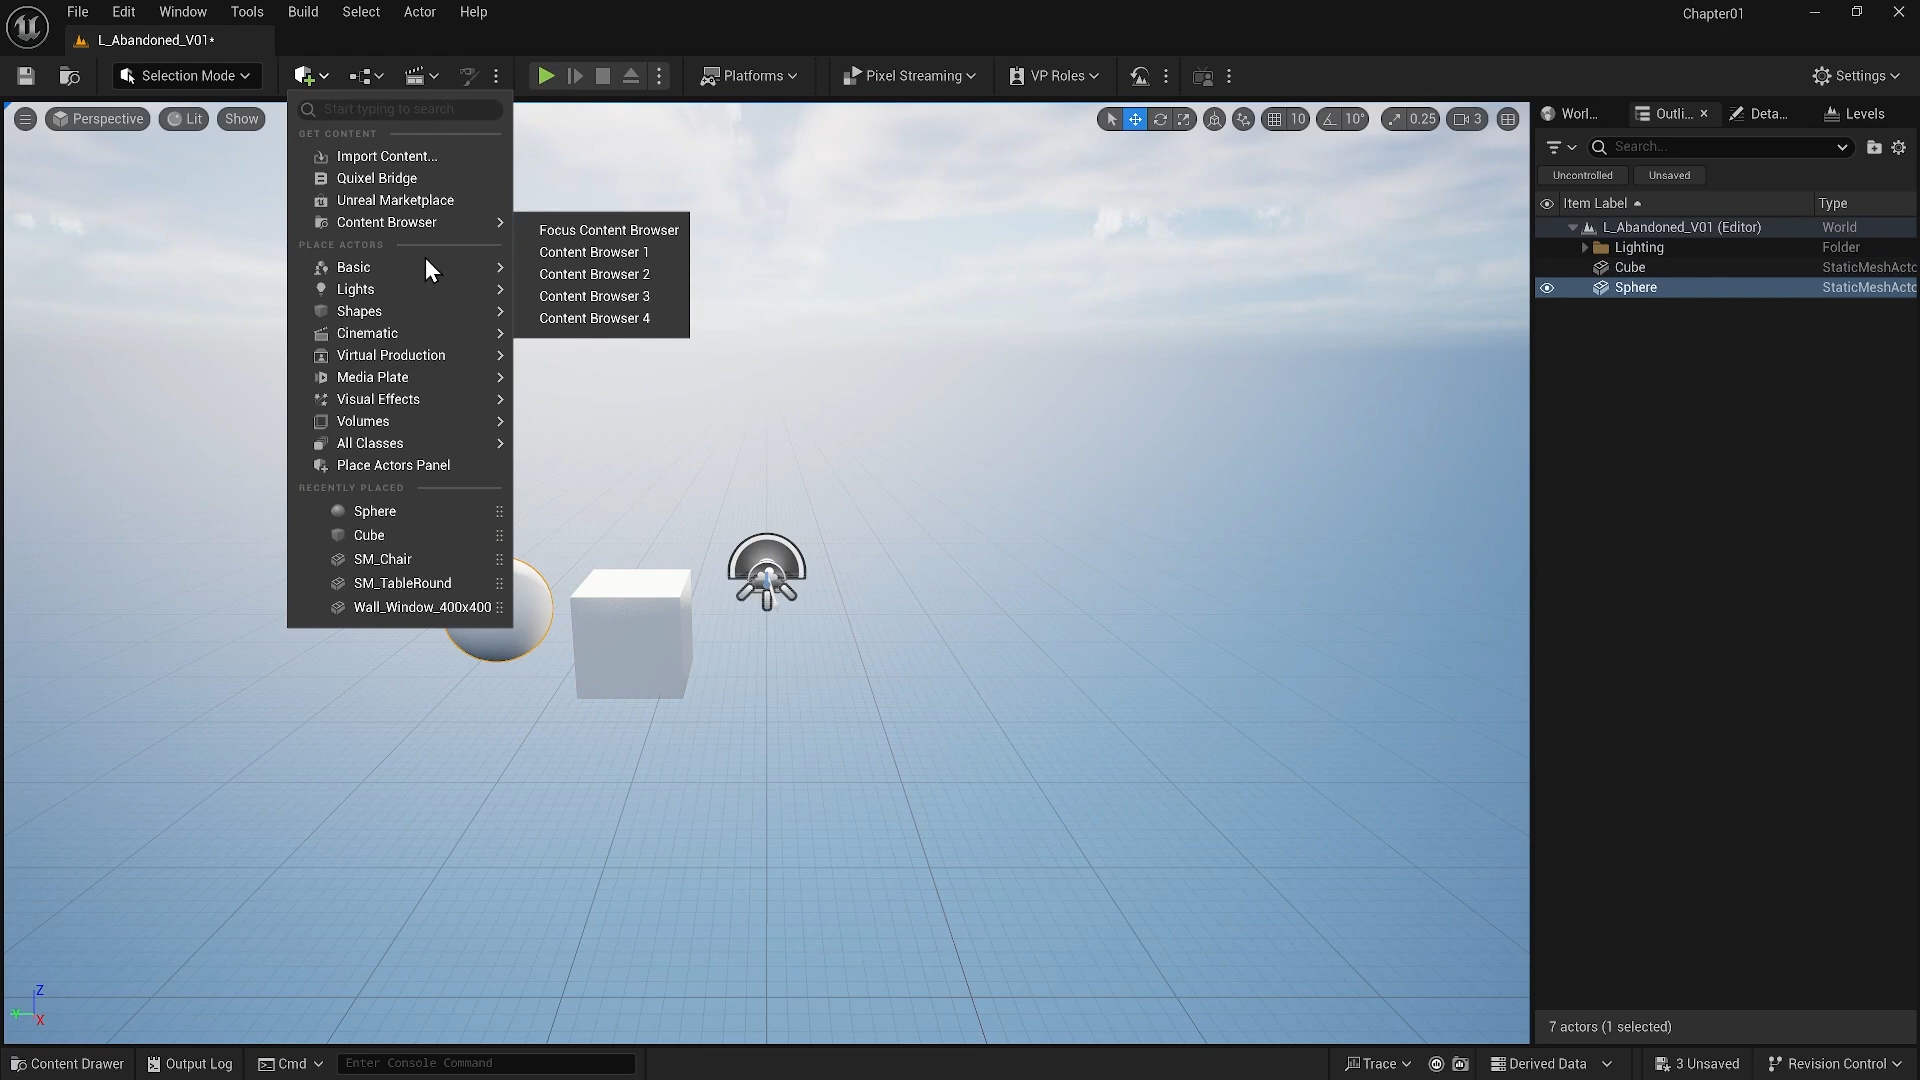 File Edit Window Tools Build Select Actor Help
Chapter01
L_Abandoned_V01*
Selection Mode
Platforms
Pixel Streaming
VP Roles
Settings
Perspective
Lit
Show
10
10°
0.25
3
Start typing to search
GET CONTENT
Import Content...
Quixel Bridge
Unreal Marketplace
Content Browser
PLACE ACTORS
Basic
Lights
Shapes
Cinematic
Virtual Production
Media Plate
Visual Effects
Volumes
All Classes
Place Actors Panel
RECENTLY PLACED
Sphere
Cube
SM_Chair
SM_TableRound
Wall_Window_400x400
Focus Content Browser
Content Browser 1
Content Browser 2
Content Browser 3
Content Browser 4
Z
Y
X
Worl...
Outli...
Deta...
Levels
Search...
Uncontrolled
Unsaved
Item Label
Type
L_Abandoned_V01 (Editor) World
Lighting Folder
Cube StaticMeshActo
Sphere StaticMeshActo
7 actors (1 selected)
Content Drawer
Output Log
Cmd
Enter Console Command
Trace
Derived Data
3 Unsaved
Revision Control